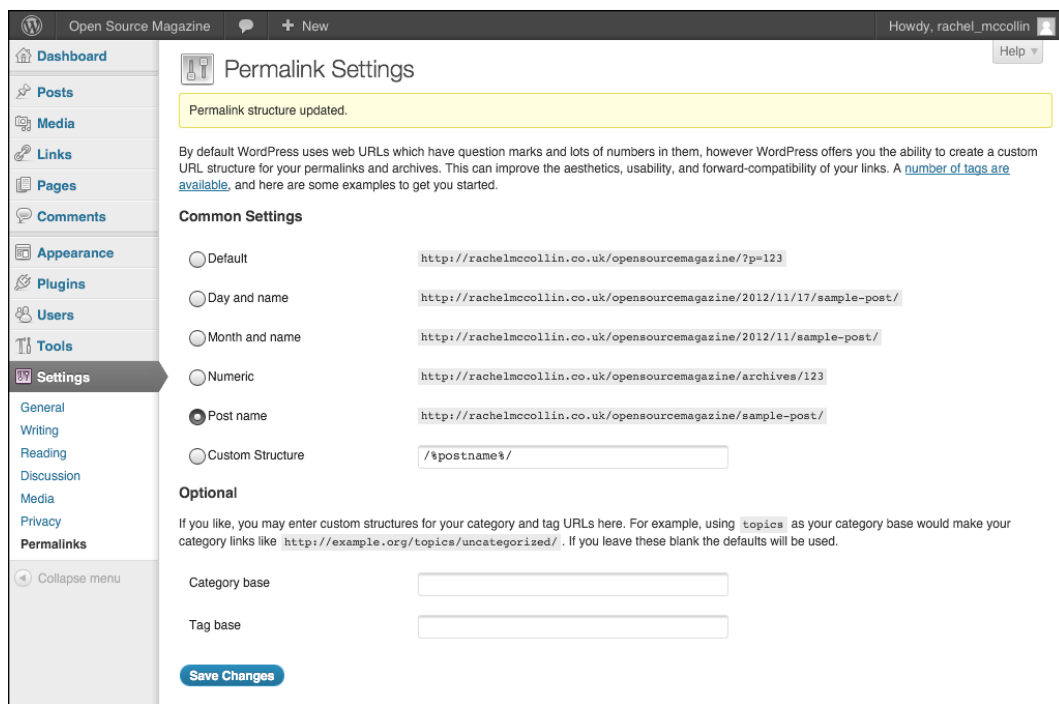 Open Source Magazine + New Howdy, rachel_mccollin
Help
Dashboard
Posts
Media
Links
Pages
Comments
Appearance
Plugins
Users
Tools
Settings
General
Writing
Reading
Discussion
Media
Privacy
Permalinks
Collapse menu
Permalink Settings
Permalink structure updated.
By default WordPress uses web URLs which have question marks and lots of numbers in them, however WordPress offers you the ability to create a custom
URL structure for your permalinks and archives. This can improve the aesthetics, usability, and forward-compatibility of your links. A number of tags are
available, and here are some examples to get you started.
Common Settings
Default http://rachelmccollin.co.uk/opensourcemagazine/?p=123
Day and name http://rachelmccollin.co.uk/opensourcemagazine/2012/11/17/sample-post/
Month and name http://rachelmccollin.co.uk/opensourcemagazine/2012/11/sample-post/
Numeric http://rachelmccollin.co.uk/opensourcemagazine/archives/123
Post name http://rachelmccollin.co.uk/opensourcemagazine/sample-post/
Custom Structure /%postname%/
Optional
If you like, you may enter custom structures for your category and tag URLs here. For example, using topics as your category base would make your
category links like http://example.org/topics/uncategorized/ . If you leave these blank the defaults will be used.
Category base
Tag base
Save Changes